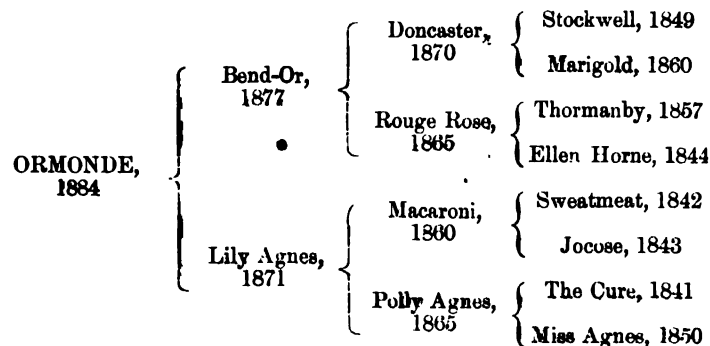 Doncaster,
1870
Stockwell, 1849
Marigold, 1860
Bend-Or,
1877
Rouge Rose,
1865
Thormanby, 1857
Ellen Horne, 1844
ORMONDE,
1884
Macaroni,
1860
Sweatmeat, 1842
Jocose, 1843
Lily Agnes,
1871
Polly Agnes,
1865
The Cure, 1841
Miss Agnes, 1850